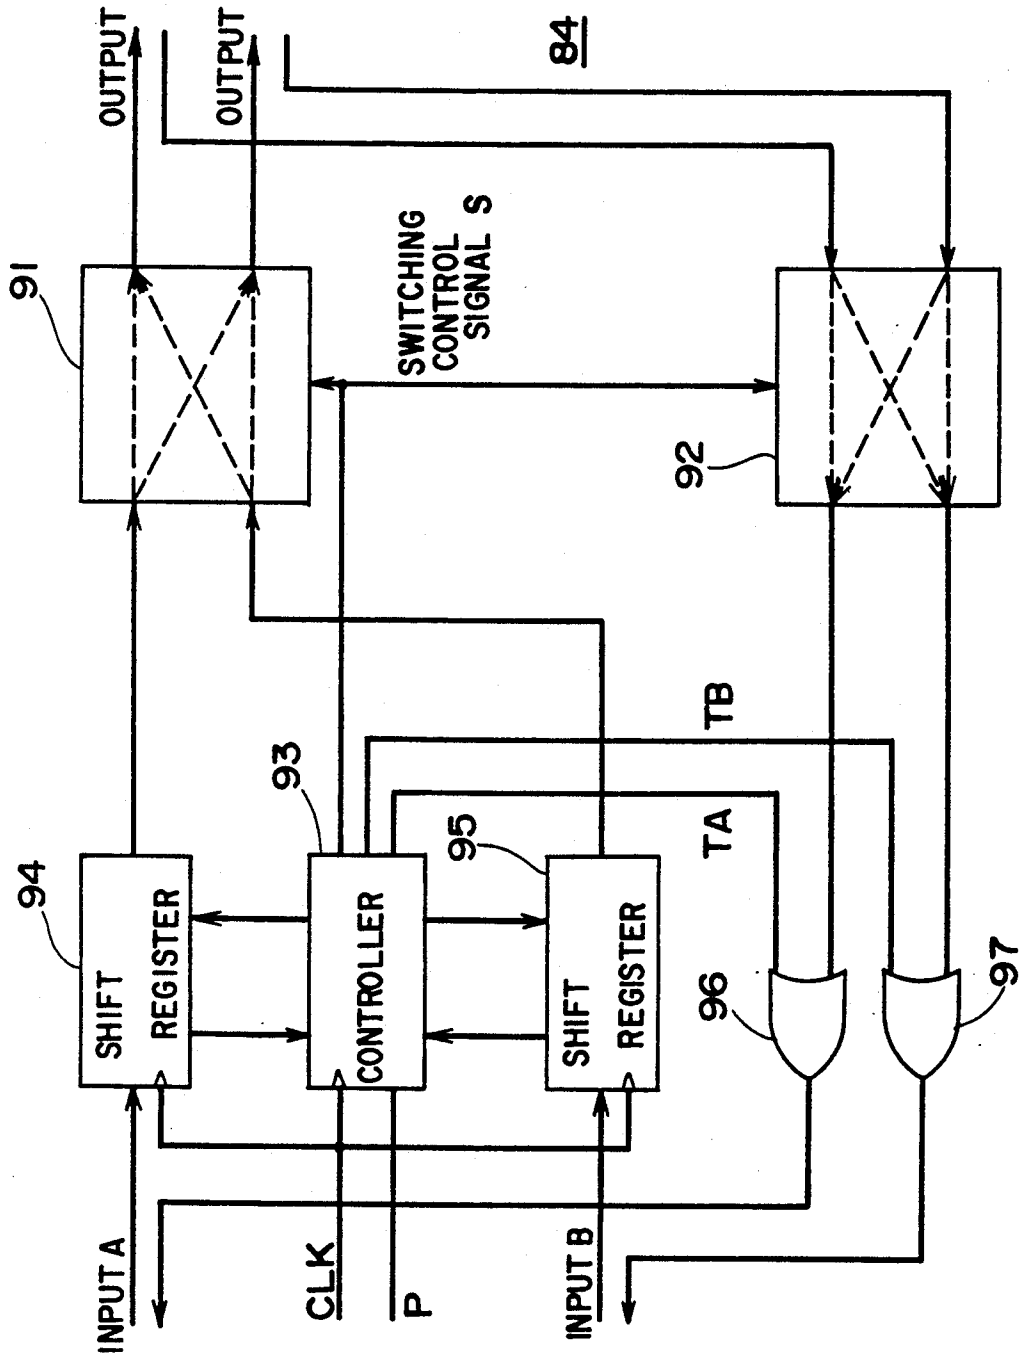 84
OUTPUT
OUTPUT
91
SWITCHING
CONTROL
SIGNAL S
92
94
SHIFT
REGISTER
93
CONTROLLER
95
SHIFT
REGISTER
TB
TA
96
97
INPUT A
CLK
P
INPUT B